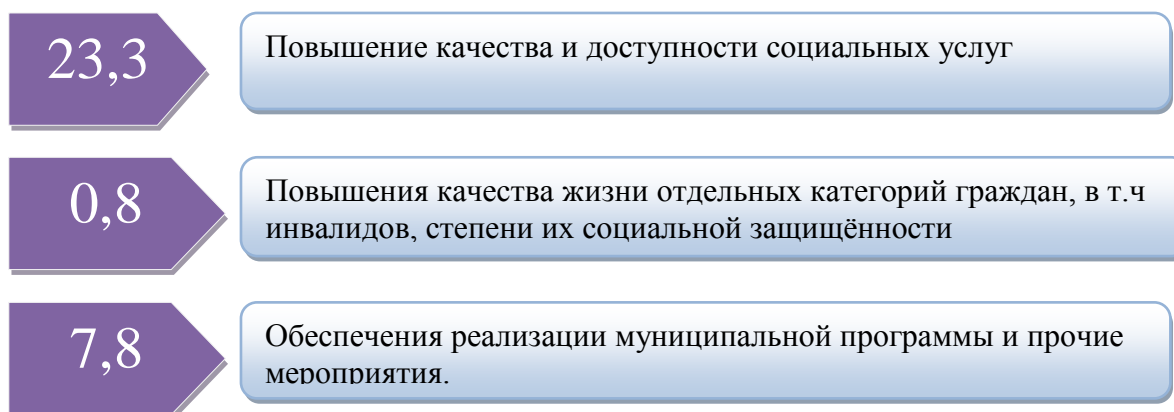 23,3
Повышение качества и доступности социальных услуг
0,8
Повышения качества жизни отдельных категорий граждан, в т.ч
инвалидов, степени их социальной защищённости
7,8
Обеспечения реализации муниципальной программы и прочие
мероприятия.